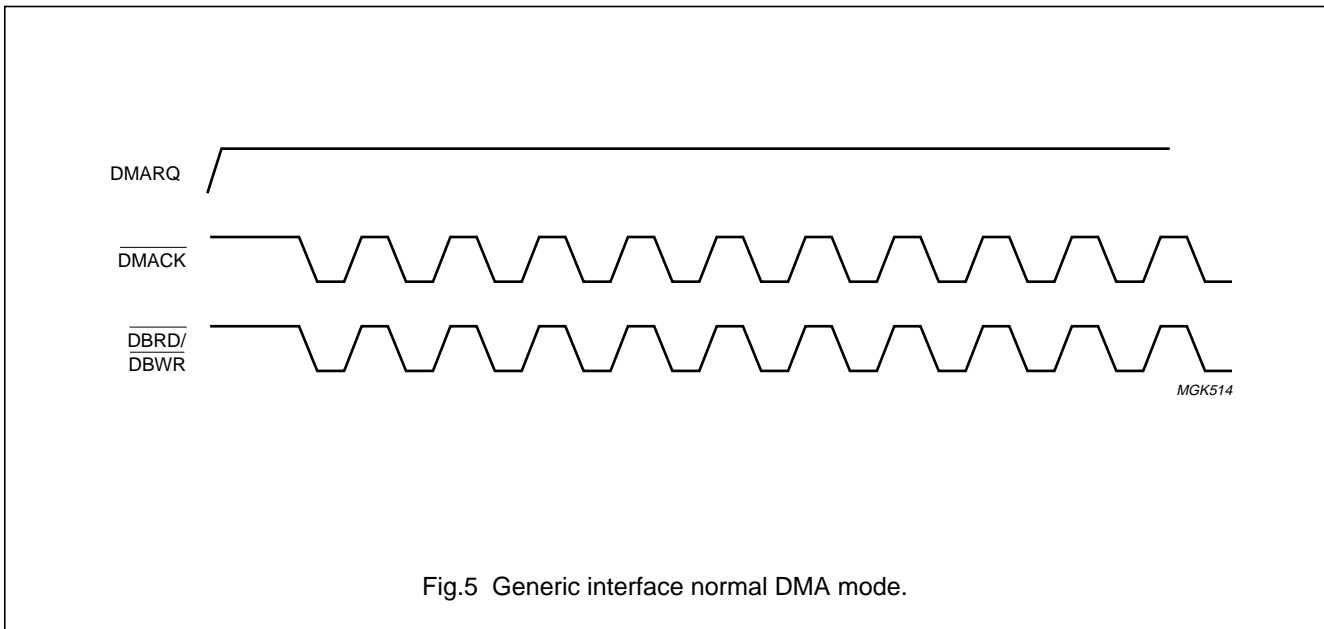 DMARQ
DMACK
DBRD/
DBWR
MGK514
Fig.5 Generic interface normal DMA mode.